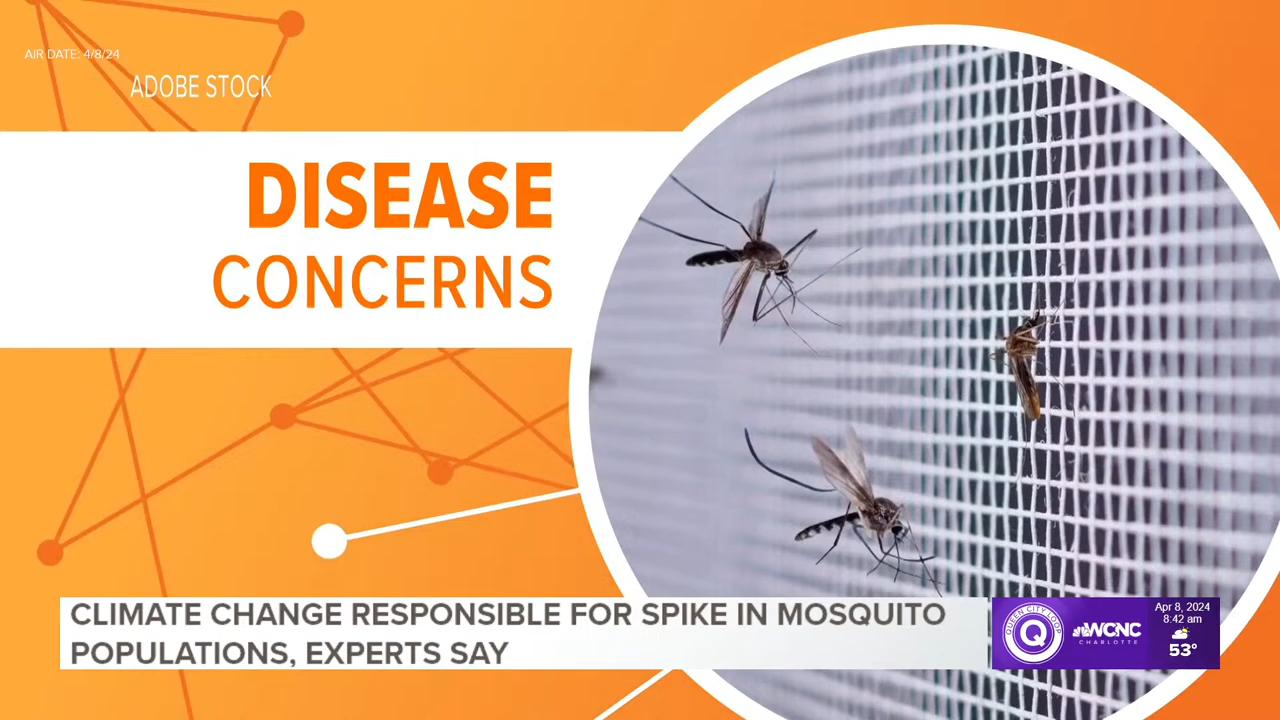 AIR DATE: 4/8/24
ADOBE STOCK
DISEASE
CONCERNS
CLIMATE CHANGE RESPONSIBLE FOR SPIKE IN MOSQUITO
POPULATIONS, EXPERTS SAY
QUEEN CITY LOOP
Q
WCNC
CHARLOTTE
Apr 8, 2024
8:42 am
53°